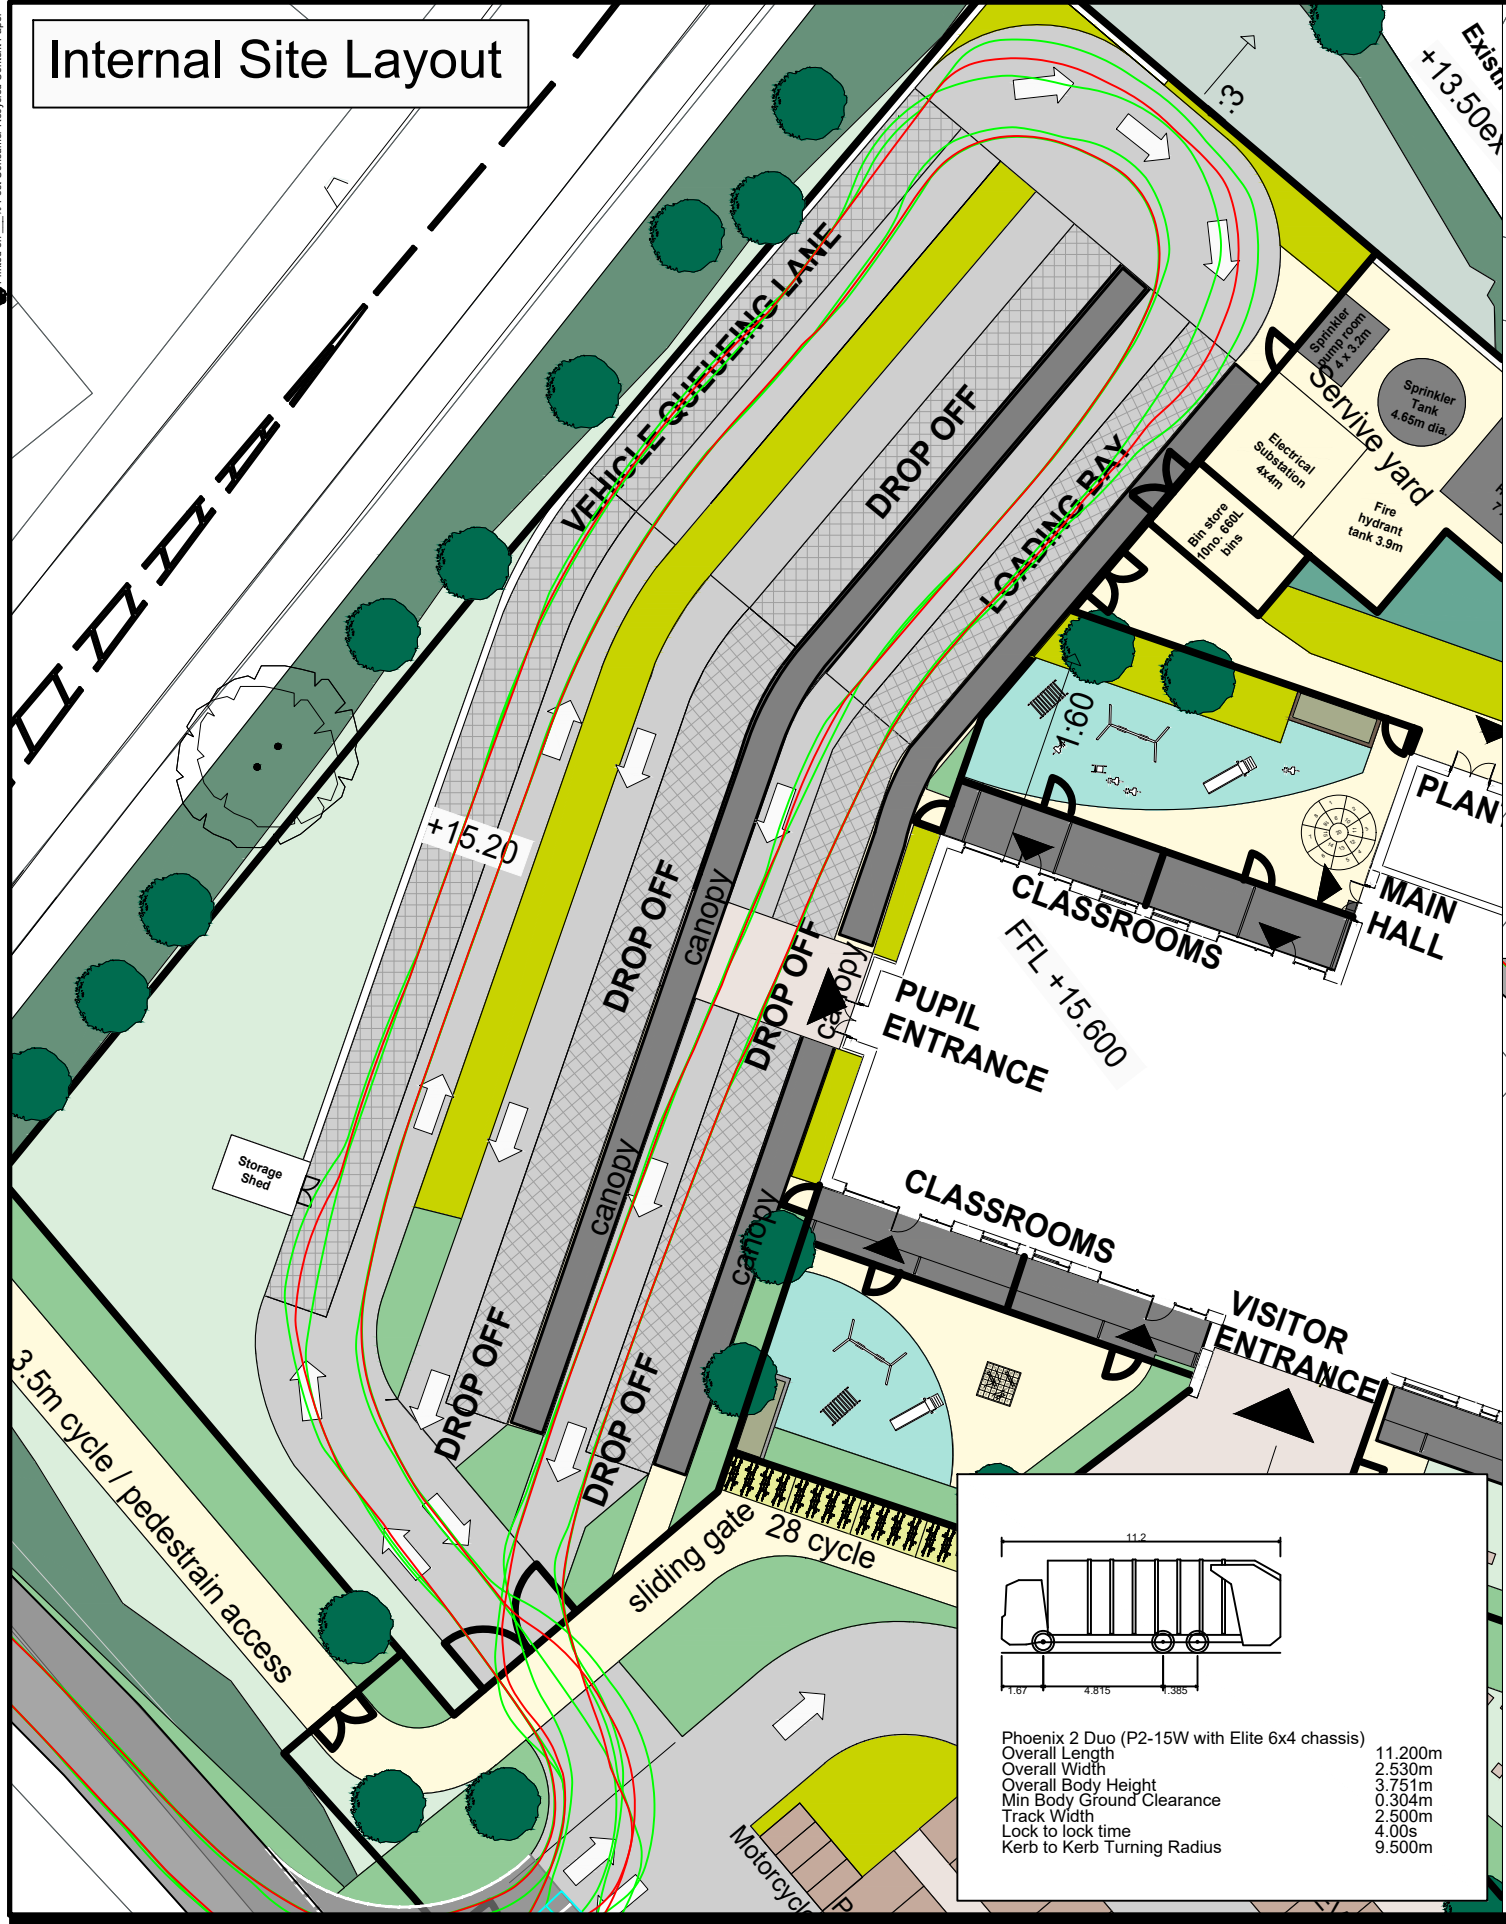 Internal Site Layout
Existin
+13.50ex
:3
VEHICLE QUEUEING LANE
DROP OFF
LOADING BAY
Sprinkler
pump room
4 x 3.2m
Sprinkler
Tank
4.65m dia.
Servive yard
Electrical
Substation
4x4m
Fire
hydrant
tank 3.9m
Bin store
10no. 660L
bins
1:60
PLANT
+15.20
canopy
DROP OFF
DROP OFF
canopy
CLASSROOMS
MAIN
HALL
FFL +15.600
PUPIL
ENTRANCE
Storage
Shed
canopy
canopy
CLASSROOMS
VISITOR
ENTRANCE
DROP OFF
DROP OFF
3.5m cycle / pedestrain access
sliding gate
28 cycle
Motorcycle
P
11.2
1.67
4.815
1.385
Phoenix 2 Duo (P2-15W with Elite 6x4 chassis)
Overall Length 11.200m
Overall Width 2.530m
Overall Body Height 3.751m
Min Body Ground Clearance 0.304m
Track Width 2.500m
Lock to lock time 4.00s
Kerb to Kerb Turning Radius 9.500m